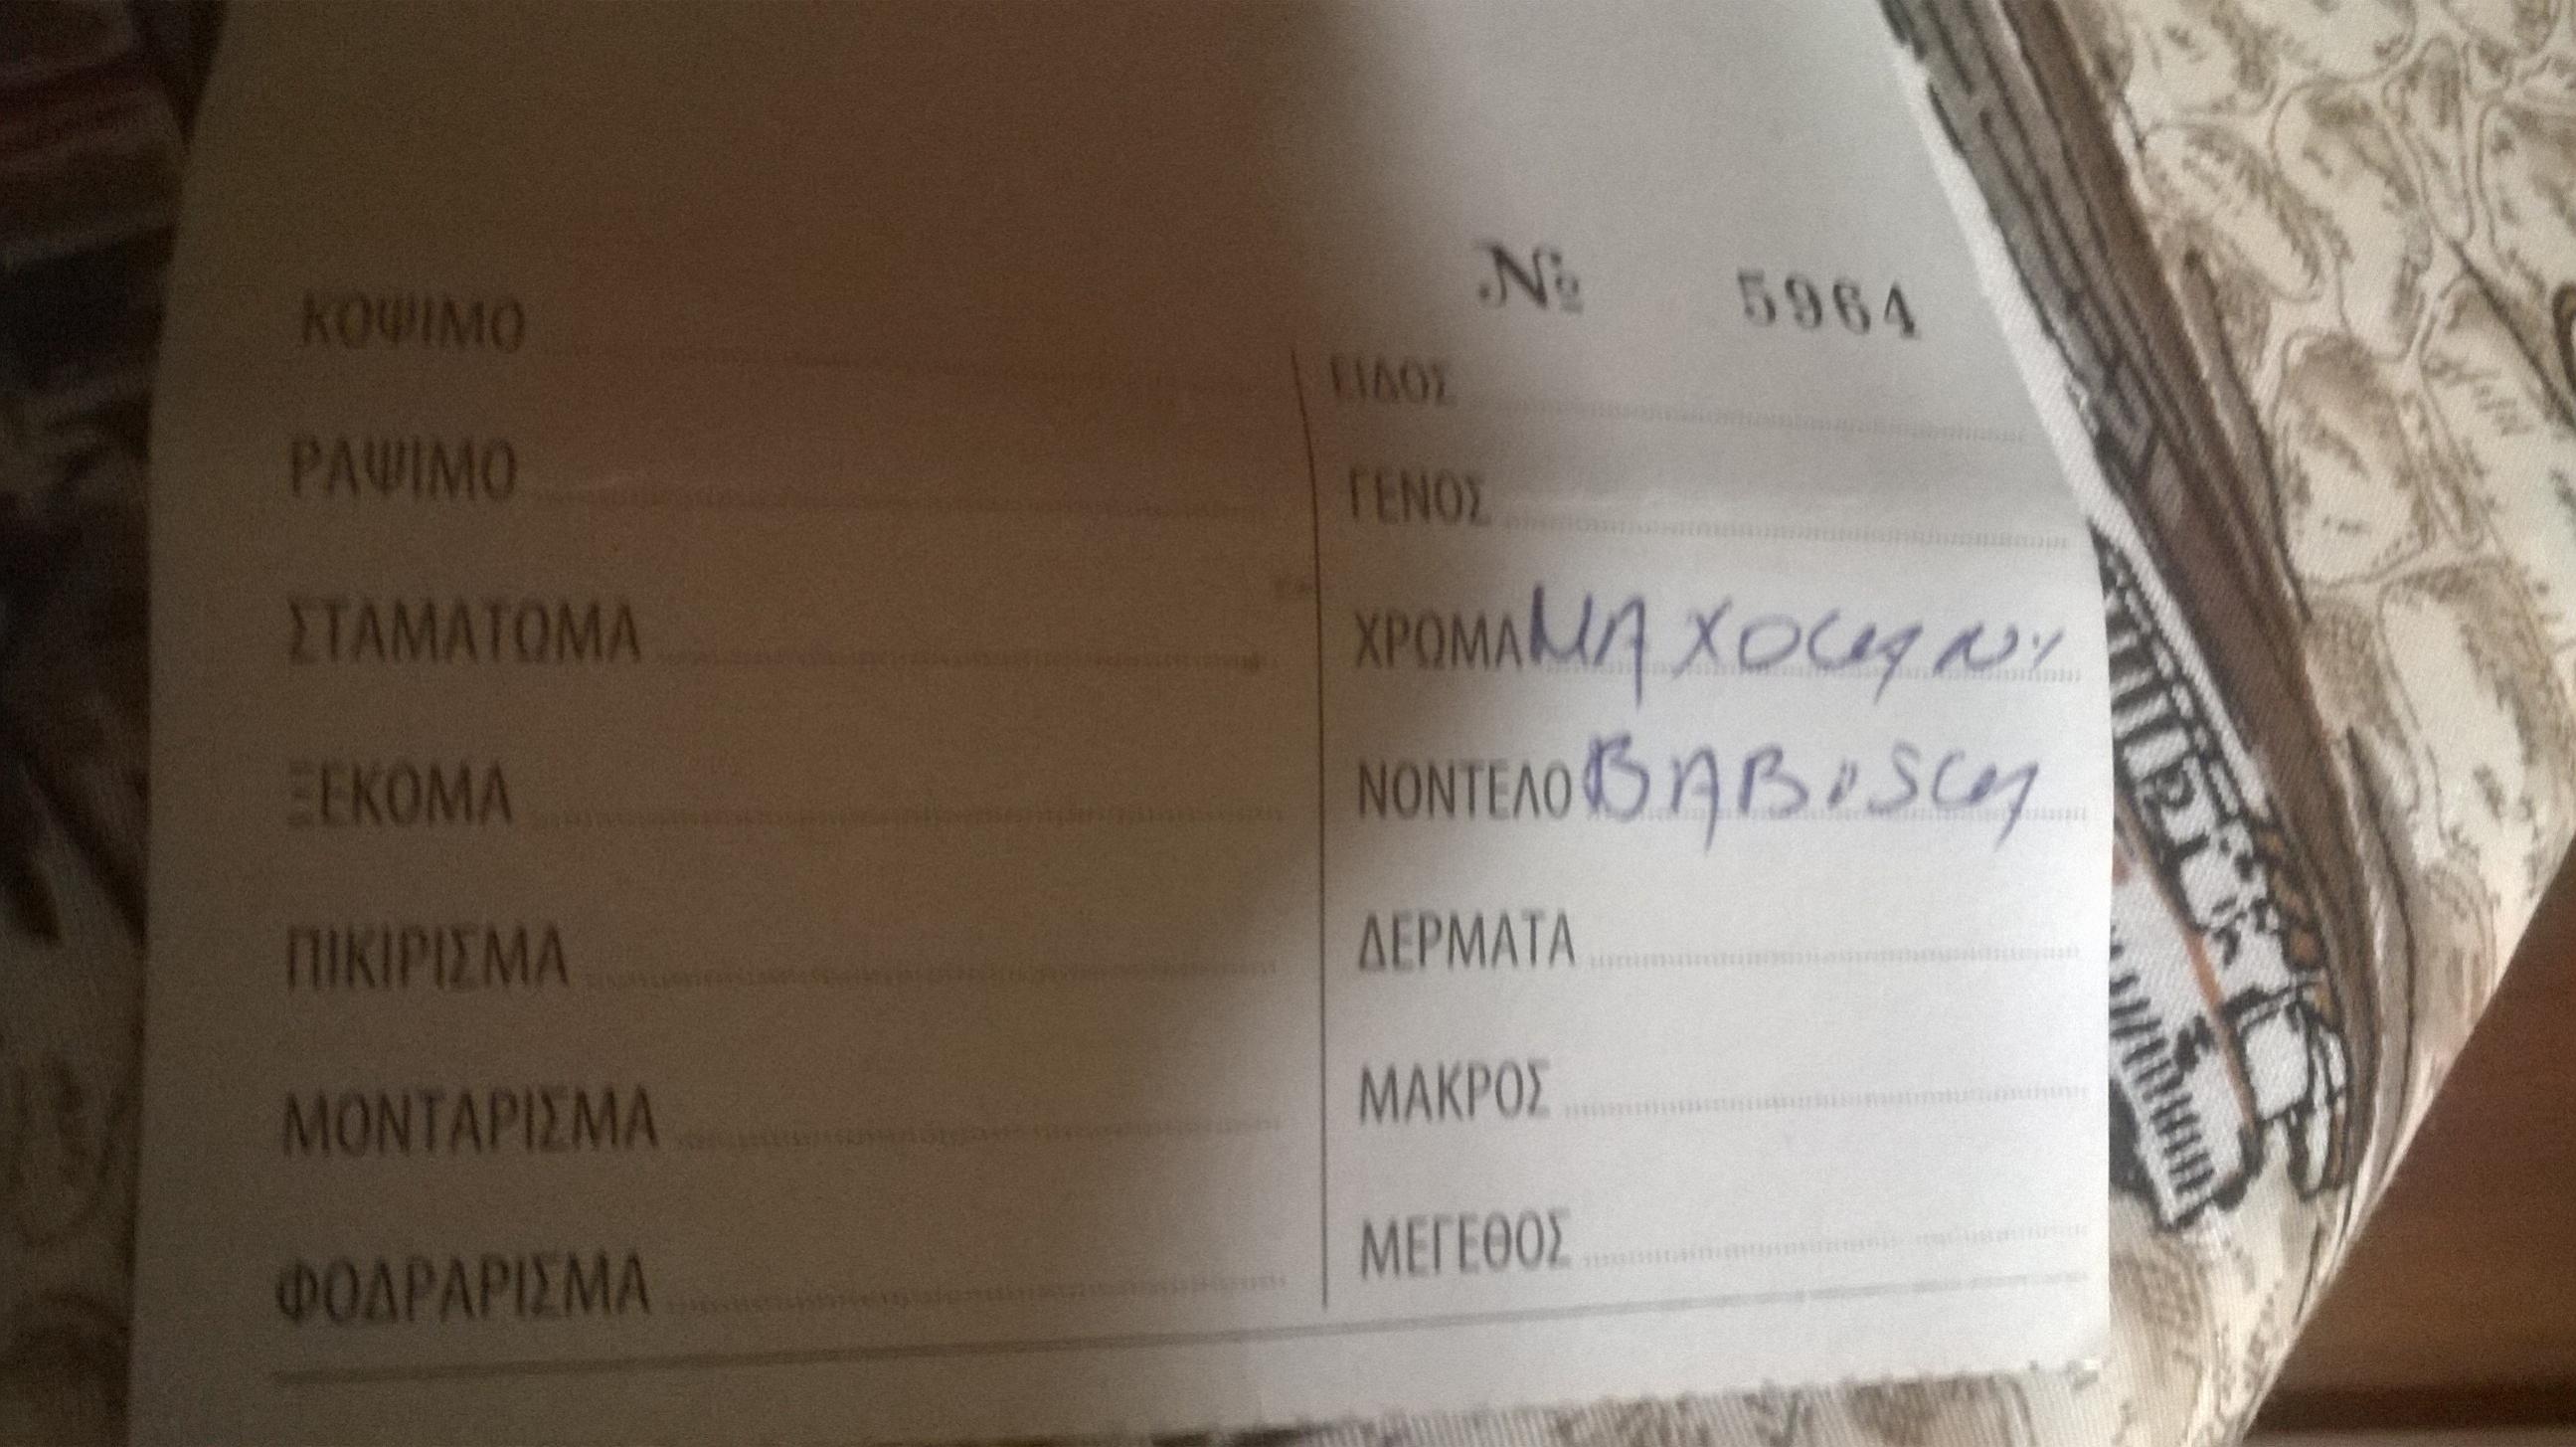 № 5964
ΚΟΨΙΜΟ
ΡΑΨΙΜΟ
ΣΤΑΜΑΤΩΜΑ
ΞΕΚΟΜΑ
ΠΙΚΙΡΙΣΜΑ
ΜΟΝΤΑΡΙΣΜΑ
ΦΟΔΡΑΡΙΣΜΑ
ΕΙΔΟΣ
ΓΕΝΟΣ
ΧΡΩΜΑ
ΝΟΝΤΕΛΟ
ΔΕΡΜΑΤΑ
ΜΑΚΡΟΣ
ΜΕΓΕΘΟΣ